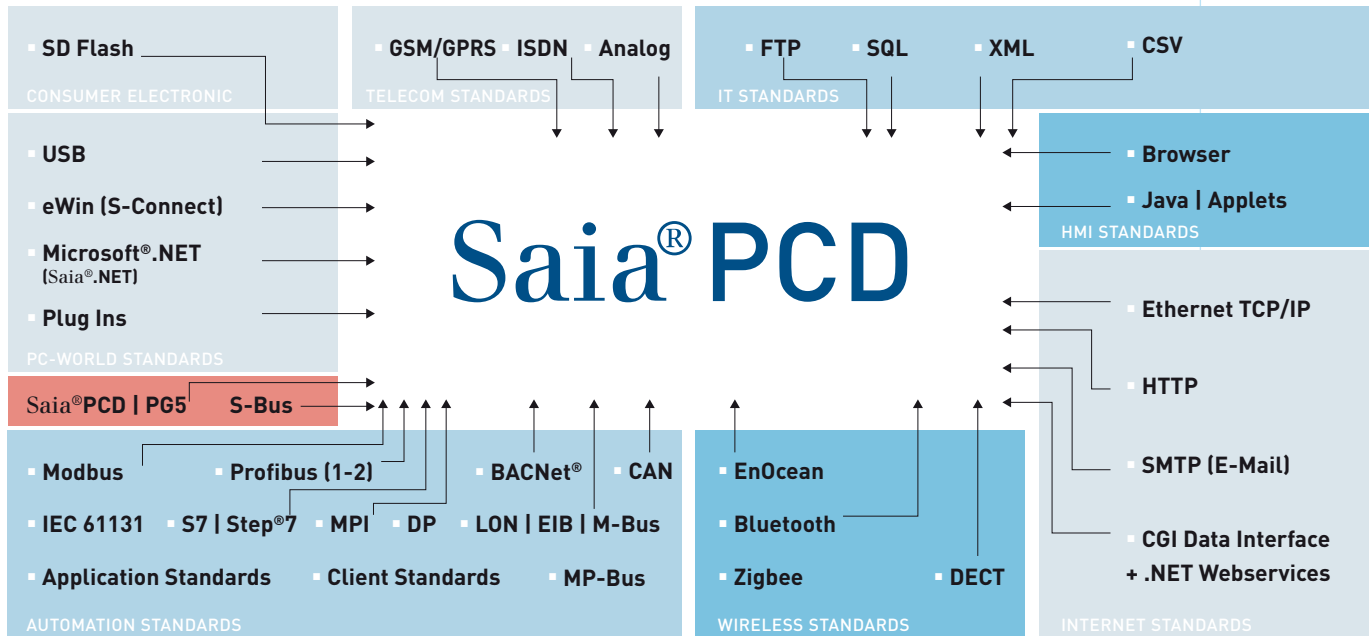 SD Flash
CONSUMER ELECTRONIC
GSM/GPRS ISDN Analog
TELECOM STANDARDS
FTP SQL XML CSV
IT STANDARDS
USB
eWin (S-Connect)
Microsoft®.NET
(Saia®.NET)
Plug Ins
PC-WORLD STANDARDS
Saia® PCD
Browser
Java | Applets
HMI STANDARDS
Saia®PCD | PG5 S-Bus
Ethernet TCP/IP
HTTP
SMTP (E-Mail)
CGI Data Interface
+ .NET Webservices
INTERNET STANDARDS
Modbus Profibus (1-2) BACNet® CAN
IEC 61131 S7 | Step®7 MPI DP LON | EIB | M-Bus
Application Standards Client Standards MP-Bus
AUTOMATION STANDARDS
EnOcean
Bluetooth
Zigbee DECT
WIRELESS STANDARDS